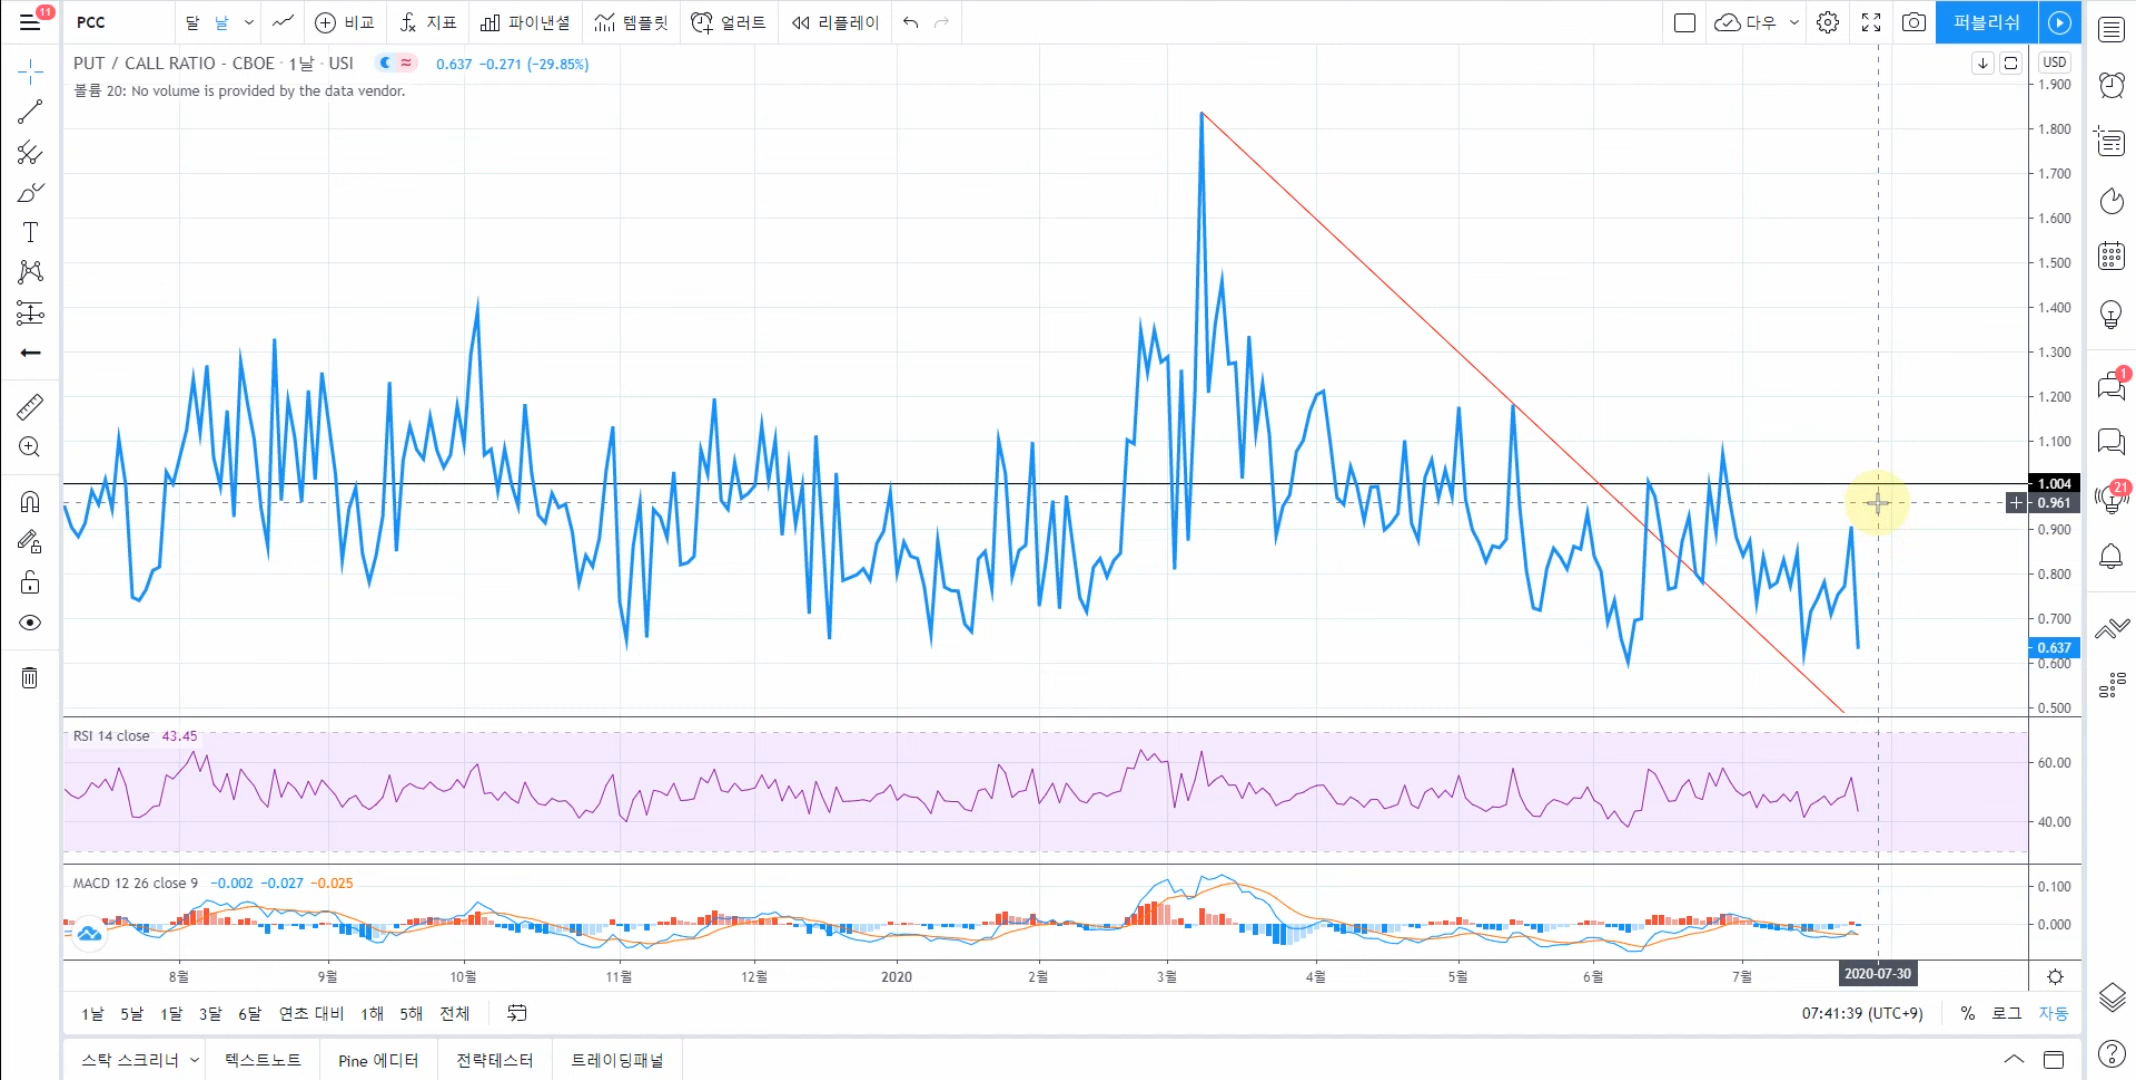 11
PCC
달 날
비교
지표
파이낸셜
템플릿
얼러트
리플레이
다우
퍼블리쉬
PUT / CALL RATIO - CBOE · 1날 · USI
0.637 −0.271 (−29.85%)
볼륨 20: No volume is provided by the data vendor.
USD
1.900
1.800
1.700
1.600
1.500
1.400
1.300
1.200
1.100
1.004
0.961
0.900
0.800
0.700
0.637
0.600
0.500
1
21
RSI 14 close 43.45
60.00
40.00
MACD 12 26 close 9 −0.002 −0.027 −0.025
0.100
0.000
8월 9월 10월 11월 12월 2020 2월 3월 4월 5월 6월 7월 2020-07-30
1날 5날 1달 3달 6달 연초 대비 1해 5해 전체
07:41:39 (UTC+9) % 로그 자동
스탁 스크리너 텍스트노트 Pine 에디터 전략테스터 트레이딩패널